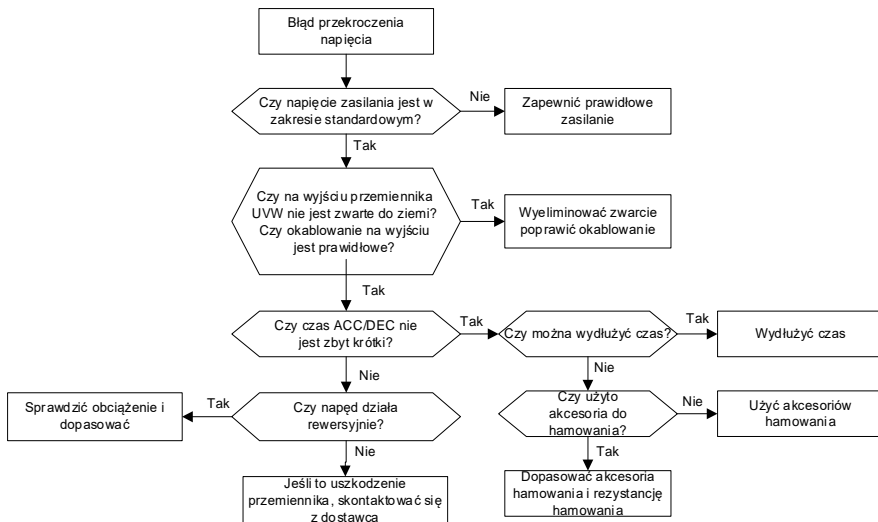 Błąd przekroczenia
napięcia
Czy napięcie zasilania jest w
zakresie standardowym?
Nie
Zapewnić prawidłowe
zasilanie
Tak
Czy na wyjściu przemiennika
UVW nie jest zwarte do ziemi?
Czy okablowanie na wyjściu
jest prawidłowe?
Tak
Wyeliminować zwarcie
poprawić okablowanie
Tak
Czy czas ACC/DEC nie
jest zbyt krótki?
Tak
Czy można wydłużyć czas?
Tak
Wydłużyć czas
Nie
Nie
Sprawdzić obciążenie i
dopasować
Tak
Czy napęd działa
rewersyjnie?
Czy użyto
akcesoria do
hamowania?
Nie
Użyć akcesoriów
hamowania
Nie
Tak
Jeśli to uszkodzenie
przemiennika, skontaktować się
z dostawca
Dopasować akcesoria
hamowania i rezystancję
hamowania